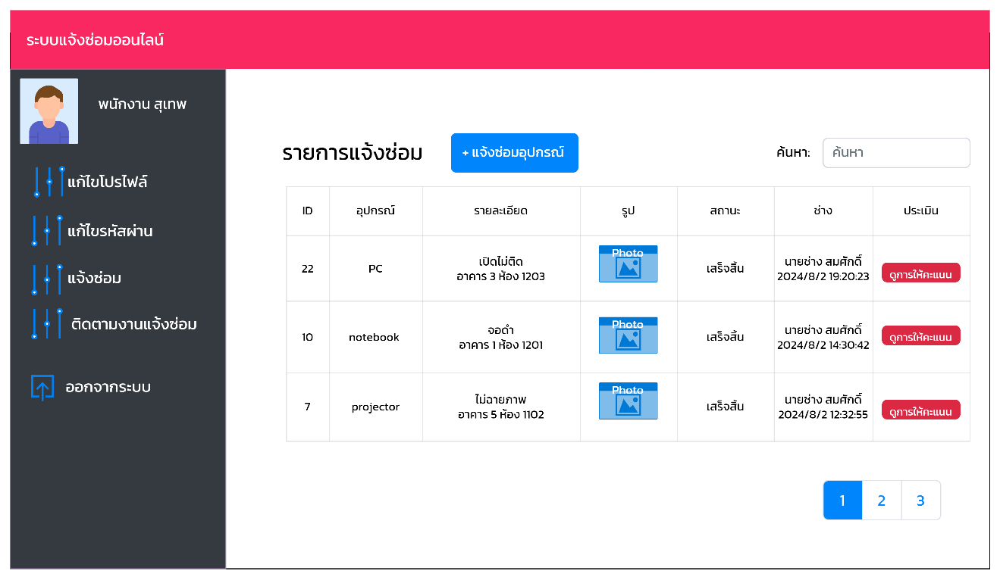 ระบบแจ้งซ่อมออนไลน์
พนักงาน สุเทพ
แก้ไขโปรไฟล์
แก้ไขรหัสผ่าน
แจ้งซ่อม
ติดตามงานแจ้งซ่อม
ออกจากระบบ
รายการแจ้งซ่อม
+ แจ้งซ่อมอุปกรณ์
ค้นหา:
ค้นหา
ID อุปกรณ์ รายละเอียด รูป สถานะ ช่าง ประเมิน
22 PC เปิดไม่ติด
อาคาร 3 ห้อง 1203
Photo
เสร็จสิ้น
นายช่าง สมศักดิ์
2024/8/2 19:20:23
ดูการให้คะแนน
10 notebook จอดำ
อาคาร 1 ห้อง 1201
Photo
เสร็จสิ้น
นายช่าง สมศักดิ์
2024/8/2 14:30:42
ดูการให้คะแนน
7 projector ไม่ฉายภาพ
อาคาร 5 ห้อง 1102
Photo
เสร็จสิ้น
นายช่าง สมศักดิ์
2024/8/2 12:32:55
ดูการให้คะแนน
1 2 3